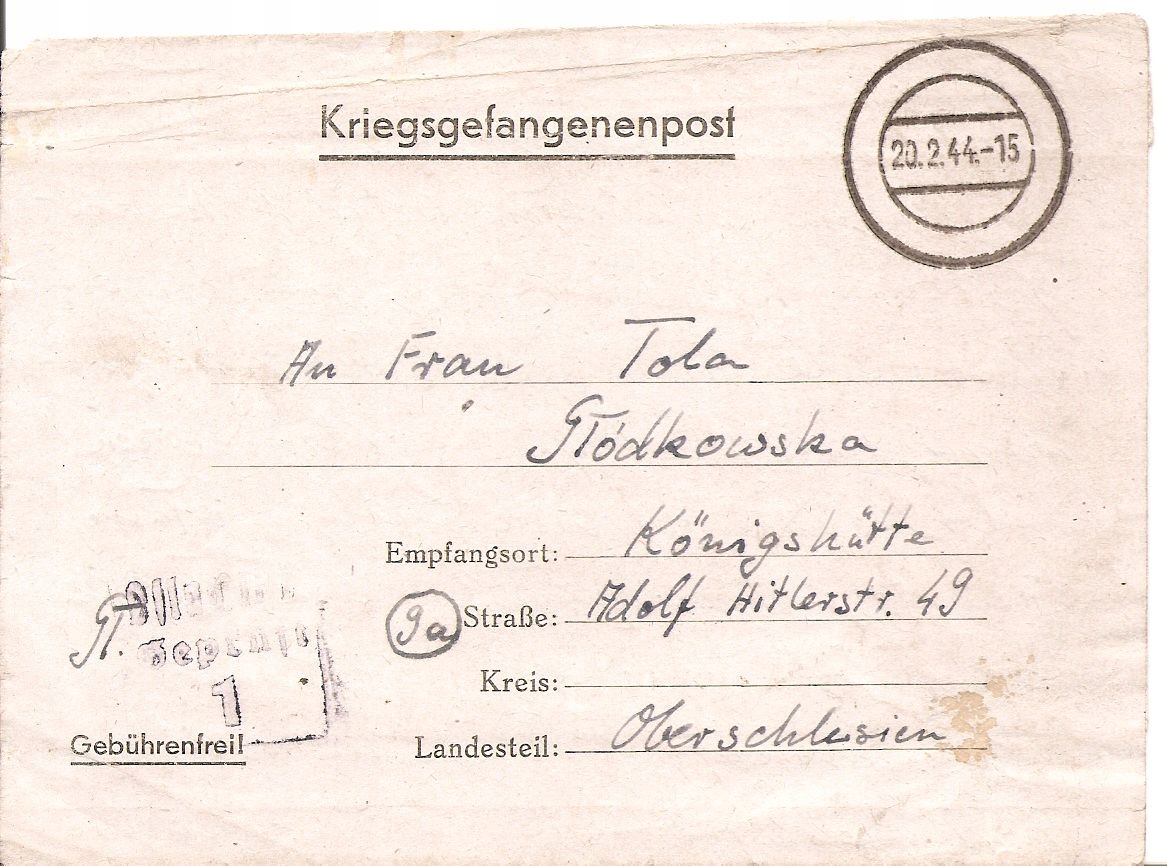 Kriegsgefangenenpost
20.2.44.-15
An Frau Tola
Głódkowska
Empfangsort: Königshütte
9a Straße: Adolf Hitlerstr. 49
Geprüft
1
Kreis:
Gebührenfrei!
Landesteil: Oberschlesien